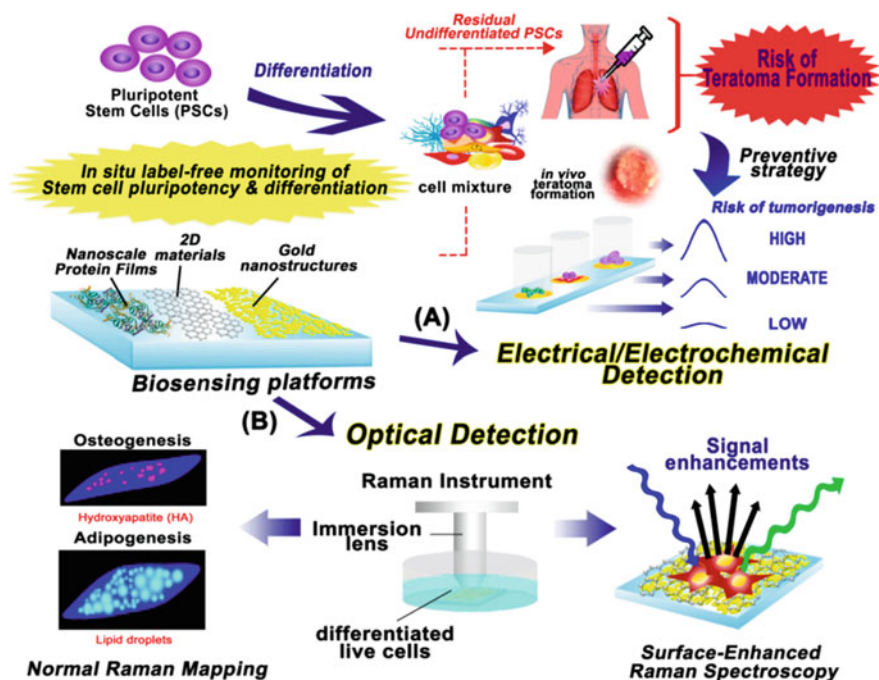 Residual
Undifferentiated PSCs
Differentiation
Pluripotent
Stem Cells (PSCs)
Risk of
Teratoma Formation
In situ label-free monitoring of
Stem cell pluripotency & differentiation
cell mixture
in vivo
teratoma
formation
Preventive
strategy
Risk of tumorigenesis
HIGH
MODERATE
LOW
Nanoscale
Protein Films
2D
materials
Gold
nanostructures
Biosensing platforms
(A)
Electrical/Electrochemical
Detection
(B)
Optical Detection
Osteogenesis
Hydroxyapatite (HA)
Adipogenesis
Lipid droplets
Normal Raman Mapping
Raman Instrument
Immersion
lens
differentiated
live cells
Signal
enhancements
Surface-Enhanced
Raman Spectroscopy